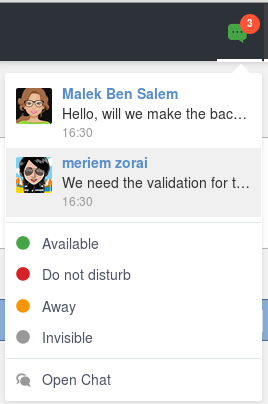 3
Malek Ben Salem
Hello, will we make the bac...
16:30
meriem zorai
We need the validation for t...
16:30
Available
Do not disturb
Away
Invisible
Open Chat